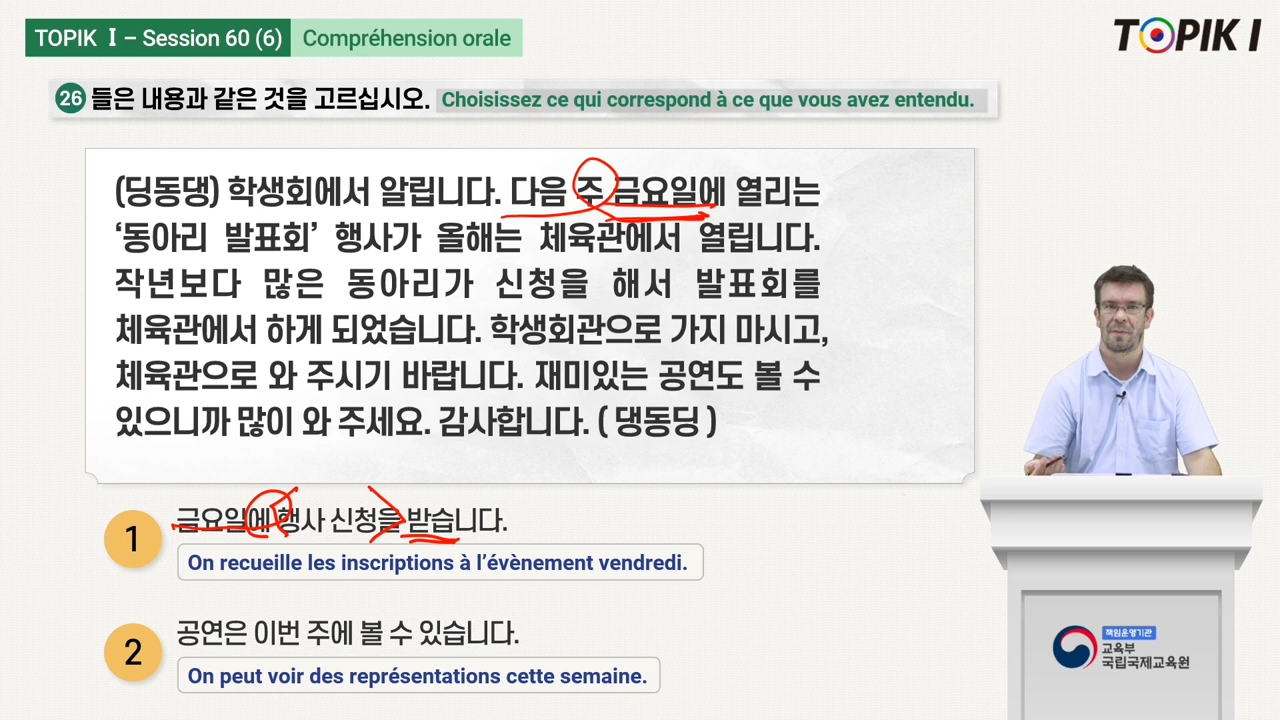 TOPIK Ⅰ – Session 60 (6) Compréhension orale
TOPIK I
26 들은 내용과 같은 것을 고르십시오. Choisissez ce qui correspond à ce que vous avez entendu.
(딩동댕) 학생회에서 알립니다. 다음 주 금요일에 열리는
‘동아리 발표회’ 행사가 올해는 체육관에서 열립니다.
작년보다 많은 동아리가 신청을 해서 발표회를
체육관에서 하게 되었습니다. 학생회관으로 가지 마시고,
체육관으로 와 주시기 바랍니다. 재미있는 공연도 볼 수
있으니까 많이 와 주세요. 감사합니다. ( 댕동딩 )
1 금요일에 행사 신청을 받습니다.
On recueille les inscriptions à l’évènement vendredi.
2 공연은 이번 주에 볼 수 있습니다.
On peut voir des représentations cette semaine.
책임운영기관
교육부
국립국제교육원